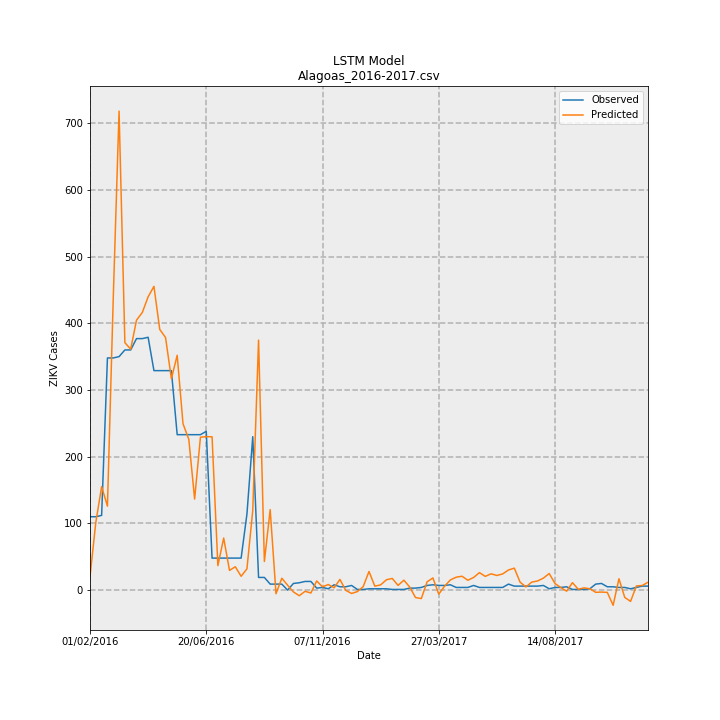 LSTM Model
Alagoas_2016-2017.csv
Observed
Predicted
700
600
500
400
300
200
100
0
ZIKV Cases
01/02/2016
20/06/2016
07/11/2016
27/03/2017
14/08/2017
Date